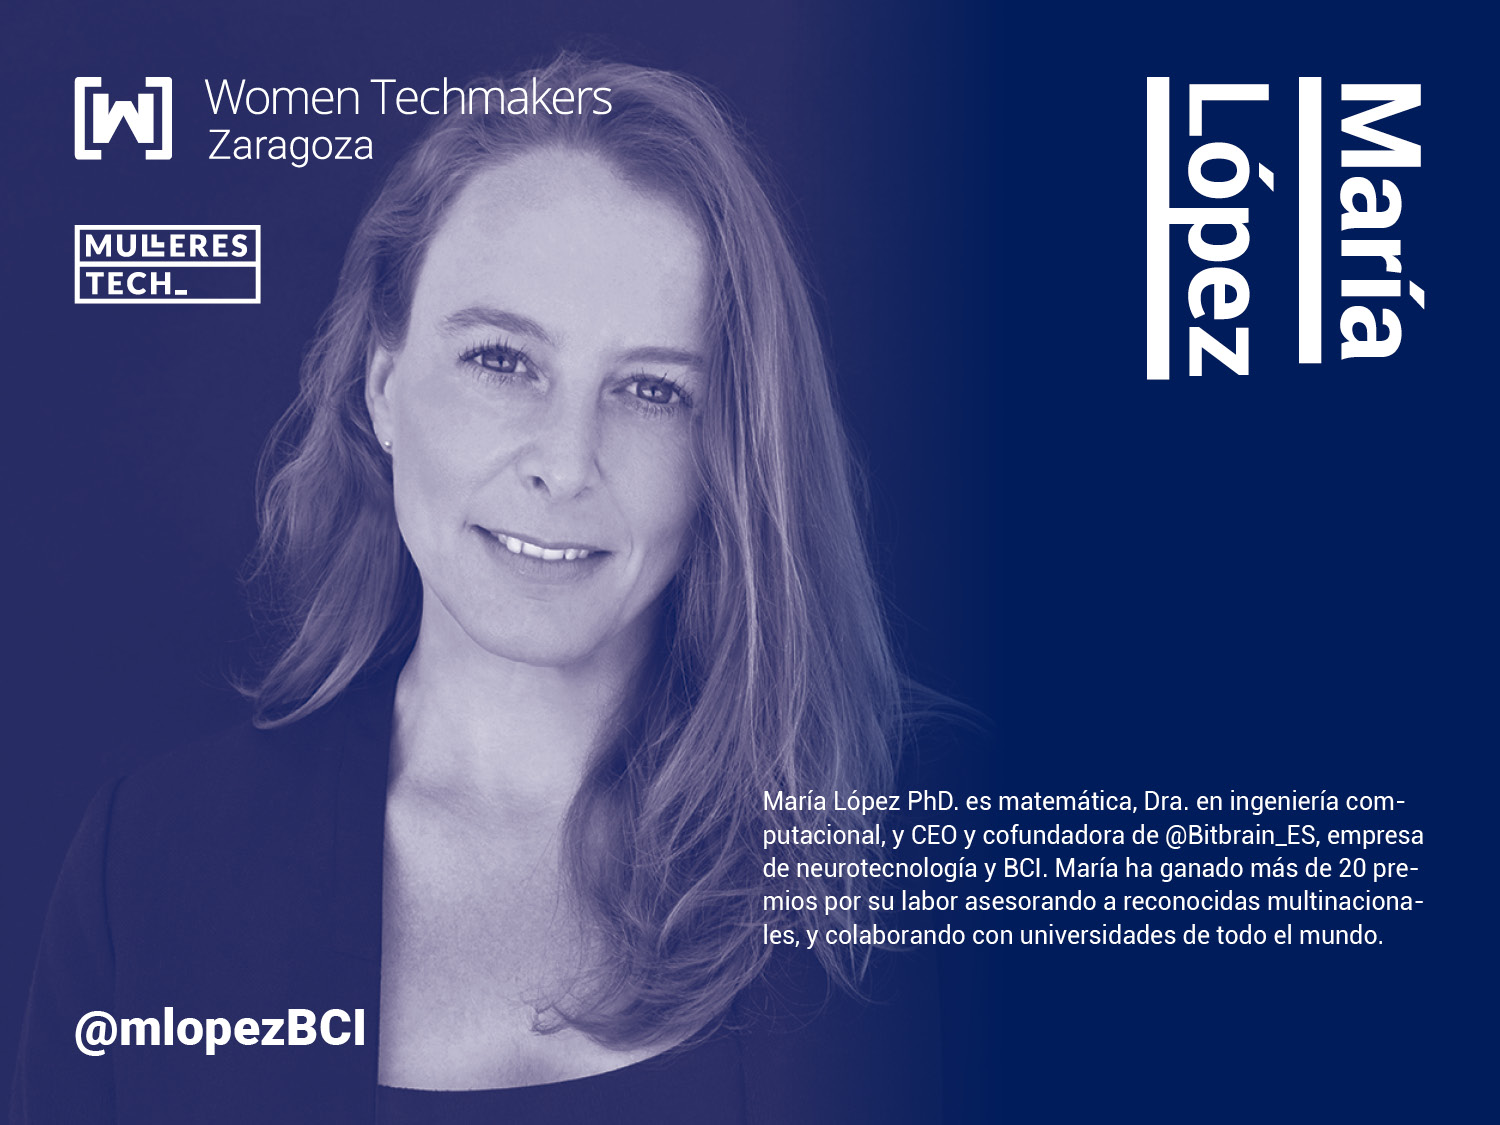 Women Techmakers
Zaragoza
MULLERES
TECH_
María
López
María López PhD. es matemática, Dra. en ingeniería com-
putacional, y CEO y cofundadora de @Bitbrain_ES, empresa
de neurotecnología y BCI. María ha ganado más de 20 pre-
mios por su labor asesorando a reconocidas multinaciona-
les, y colaborando con universidades de todo el mundo.
@mlopezBCI